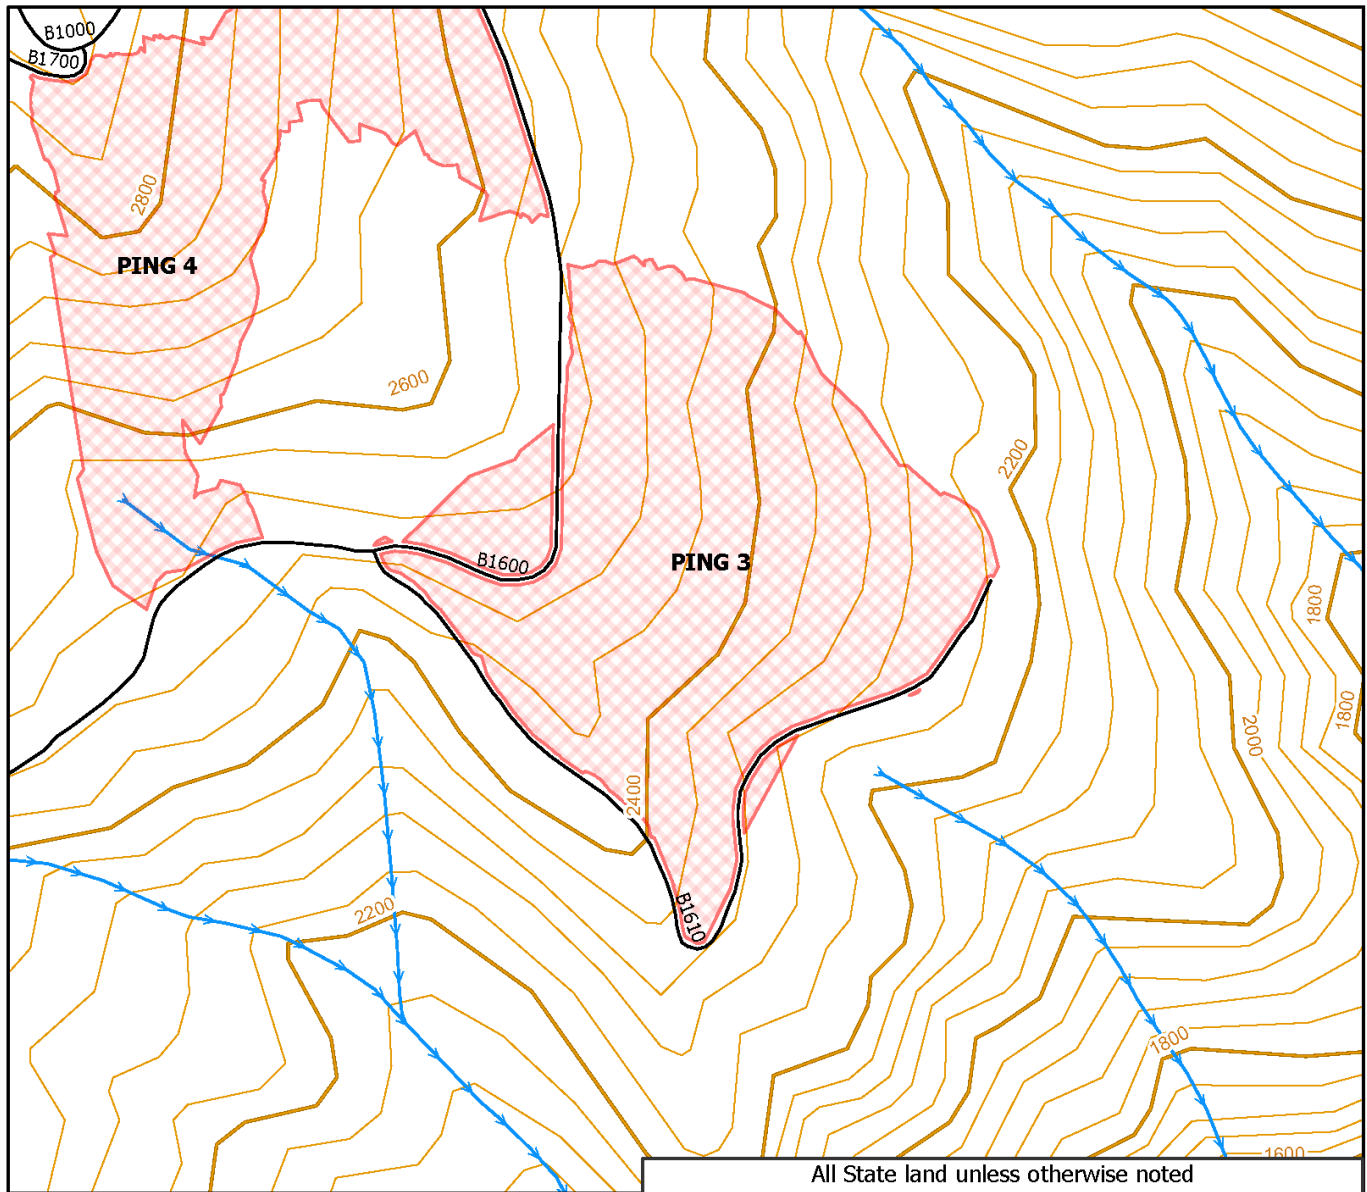 B1000
B1700
2800
PING 4
2600
2200
B1600
PING 3
1800
1800
2000
2400
B1610
2200
1800
1600
All State land unless otherwise noted